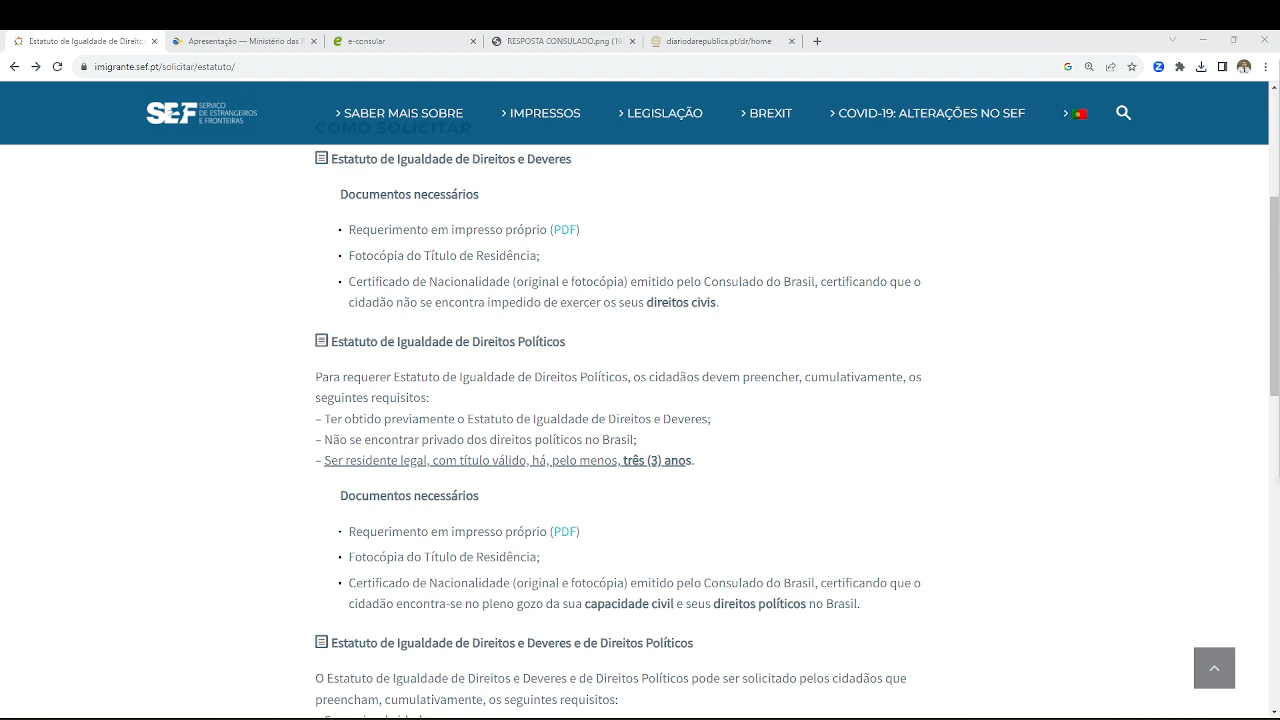 Estatuto de Igualdade de Direito
Apresentação — Ministério das
e-consular
RESPOSTA CONSULADO.png (19
diariodarepublica.pt/dr/home
imigrante.sef.pt/solicitar/estatuto/
SEF SERVIÇO
DE ESTRANGEIROS
E FRONTEIRAS
SABER MAIS SOBRE
IMPRESSOS
LEGISLAÇÃO
BREXIT
COVID-19: ALTERAÇÕES NO SEF
COMO SOLICITAR
Estatuto de Igualdade de Direitos e Deveres
Documentos necessários
• Requerimento em impresso próprio (PDF)
• Fotocópia do Título de Residência;
• Certificado de Nacionalidade (original e fotocópia) emitido pelo Consulado do Brasil, certificando que o
cidadão não se encontra impedido de exercer os seus direitos civis.
Estatuto de Igualdade de Direitos Políticos
Para requerer Estatuto de Igualdade de Direitos Políticos, os cidadãos devem preencher, cumulativamente, os
seguintes requisitos:
– Ter obtido previamente o Estatuto de Igualdade de Direitos e Deveres;
– Não se encontrar privado dos direitos políticos no Brasil;
– Ser residente legal, com título válido, há, pelo menos, três (3) anos.
Documentos necessários
• Requerimento em impresso próprio (PDF)
• Fotocópia do Título de Residência;
• Certificado de Nacionalidade (original e fotocópia) emitido pelo Consulado do Brasil, certificando que o
cidadão encontra-se no pleno gozo da sua capacidade civil e seus direitos políticos no Brasil.
Estatuto de Igualdade de Direitos e Deveres e de Direitos Políticos
O Estatuto de Igualdade de Direitos e Deveres e de Direitos Políticos pode ser solicitado pelos cidadãos que
preencham, cumulativamente, os seguintes requisitos: